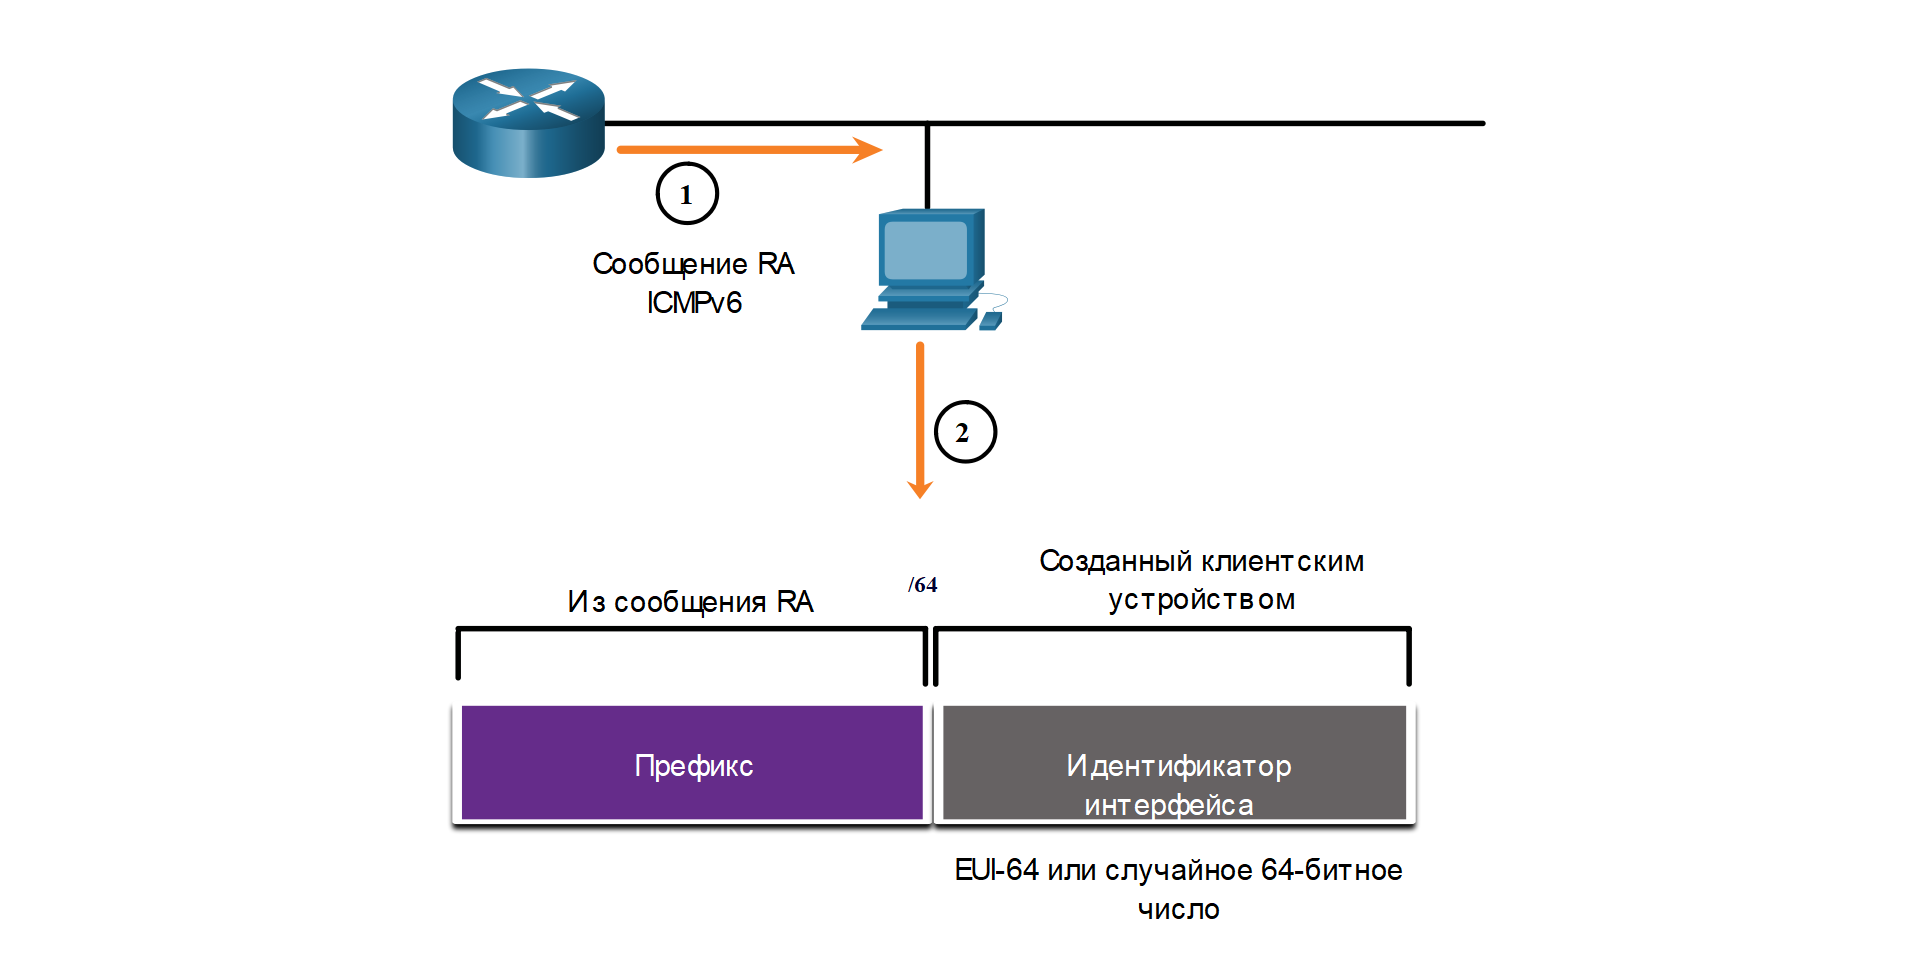 1
Сообщение RA
ICMPv6
2
Из сообщения RA
/64
Созданный клиентским
устройством
Префикс
Идентификатор
интерфейса
EUI-64 или случайное 64-битное
число